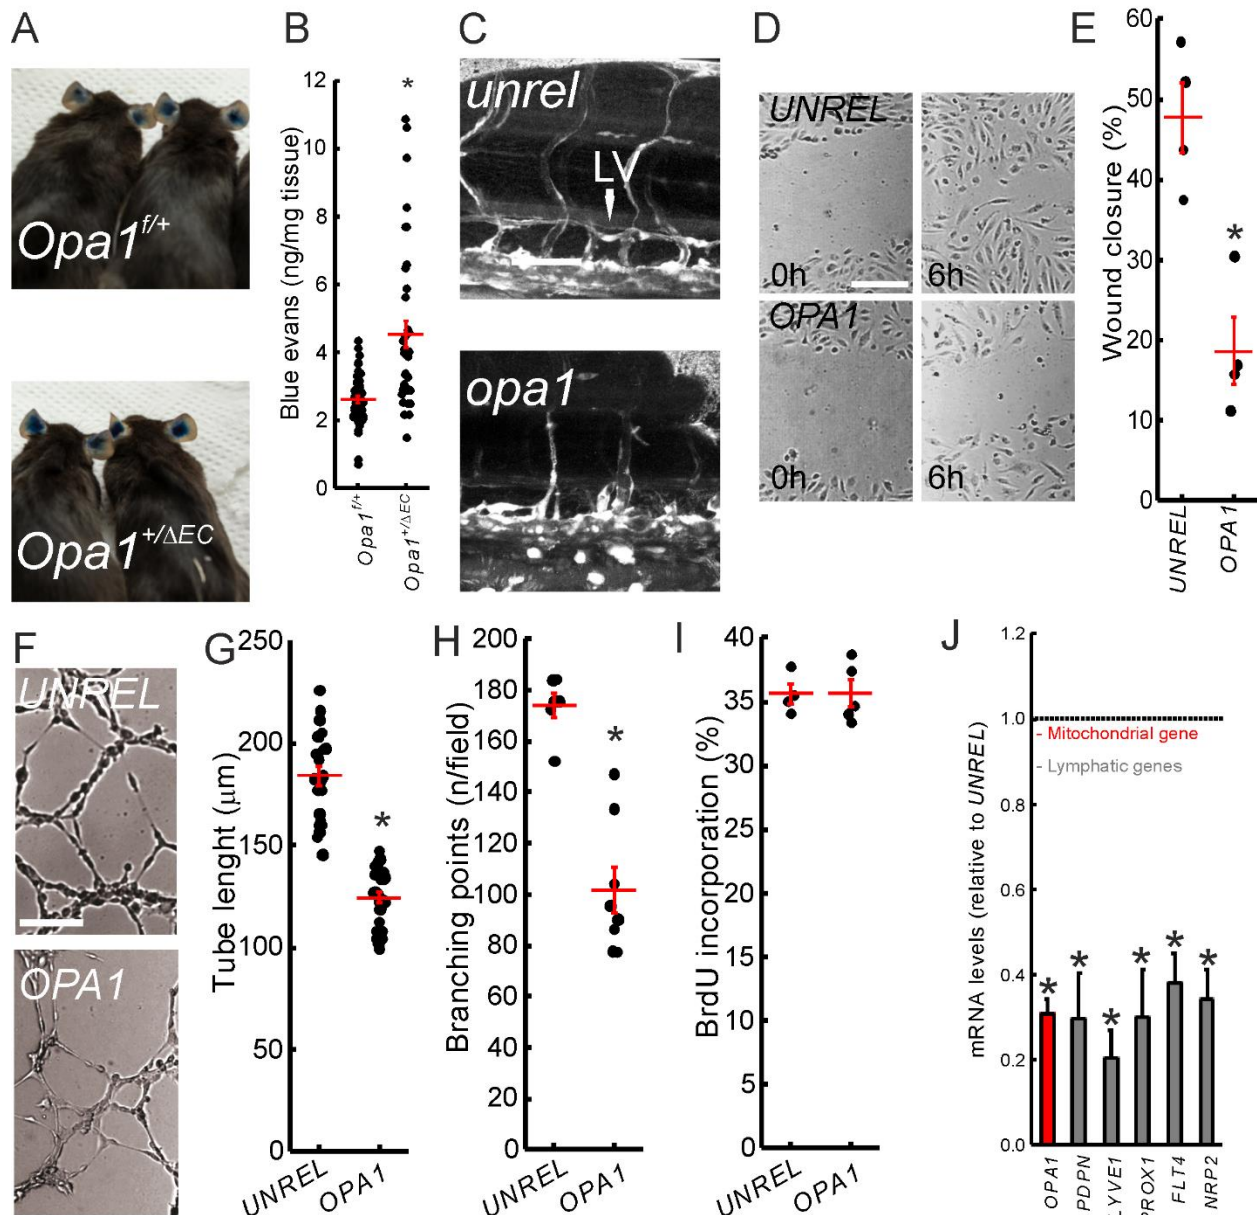 A
Opa1f/+
Opa1+/ΔEC
B
Blue evans (ng/mg tissue)
12
10
8
6
4
2
0
*
Opa1f/+
Opa1+/ΔEC
C
unrel
LV
opa1
D
UNREL
0h
6h
OPA1
0h
6h
E
Wound closure (%)
60
50
40
30
20
10
0
*
UNREL
OPA1
F
UNREL
OPA1
G
Tube lenght (μm)
250
200
150
100
50
0
*
UNREL
OPA1
H
Branching points (n/field)
200
180
160
140
120
100
80
60
40
20
0
*
UNREL
OPA1
I
BrdU incorporation (%)
40
35
30
25
20
15
10
5
0
UNREL
OPA1
J
mRNA levels (relative to UNREL)
1.2
1.0
0.8
0.6
0.4
0.2
0.0
- Mitochondrial gene
- Lymphatic genes
* * * * * *
OPA1
PDPN
LYVE1
PROX1
FLT4
NRP2